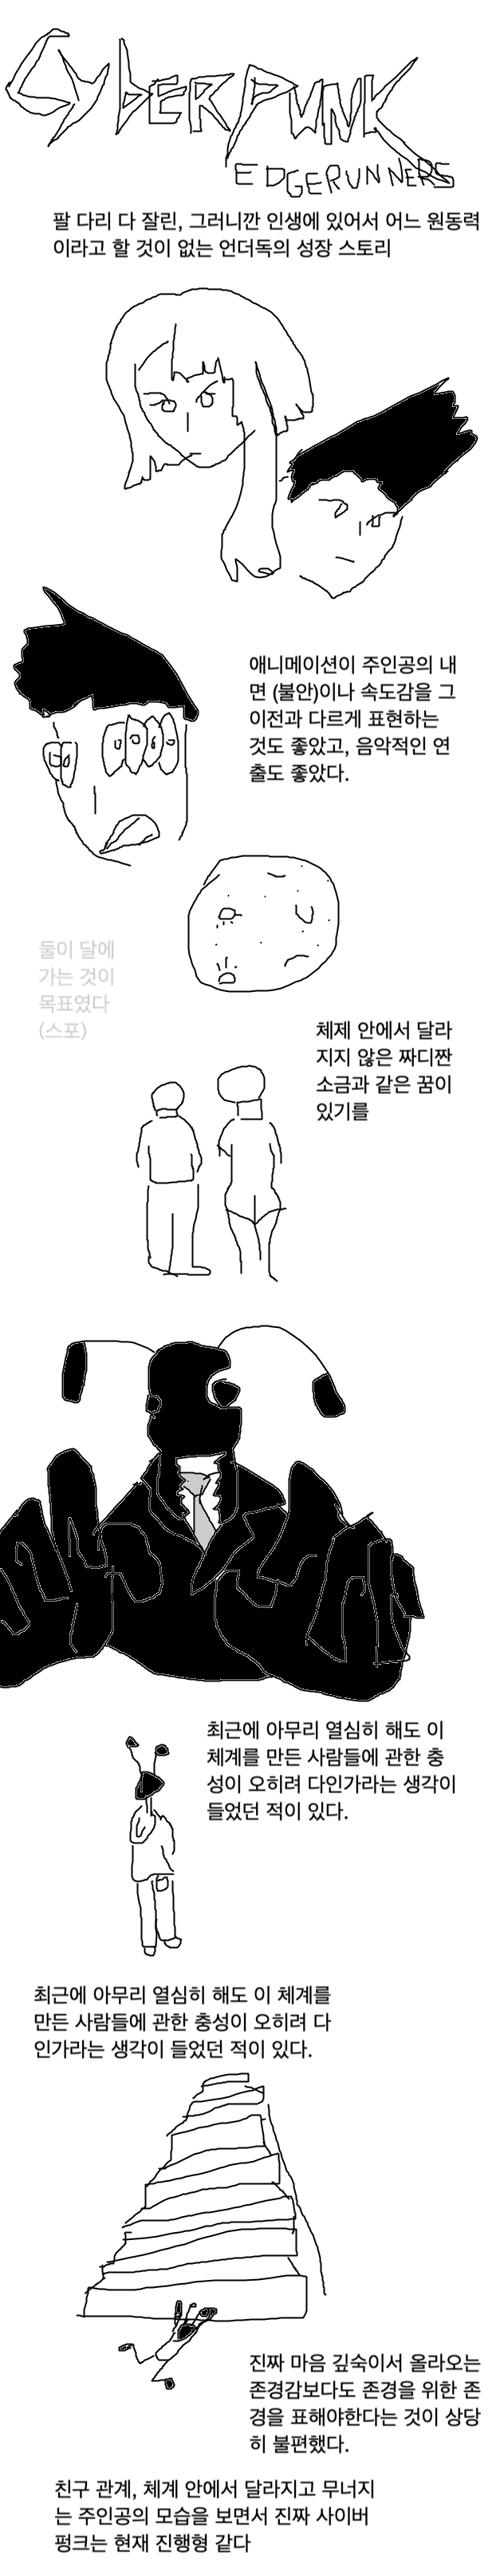 CYBERPUNK
EDGERUNNERS
팔 다리 다 잘린, 그러니깐 인생에 있어서 어느 원동력
이라고 할 것이 없는 언더독의 성장 스토리
애니메이션이 주인공의 내
면 (불안)이나 속도감을 그
이전과 다르게 표현하는
것도 좋았고, 음악적인 연
출도 좋았다.
둘이 달에
가는 것이
목표였다
(스포)
체제 안에서 달라
지지 않은 짜디짠
소금과 같은 꿈이
있기를
최근에 아무리 열심히 해도 이
체계를 만든 사람들에 관한 충
성이 오히려 다인가라는 생각이
들었던 적이 있다.
최근에 아무리 열심히 해도 이 체계를
만든 사람들에 관한 충성이 오히려 다
인가라는 생각이 들었던 적이 있다.
진짜 마음 깊숙이서 올라오는
존경감보다도 존경을 위한 존
경을 표해야한다는 것이 상당
히 불편했다.
친구 관계, 체계 안에서 달라지고 무너지
는 주인공의 모습을 보면서 진짜 사이버
펑크는 현재 진행형 같다